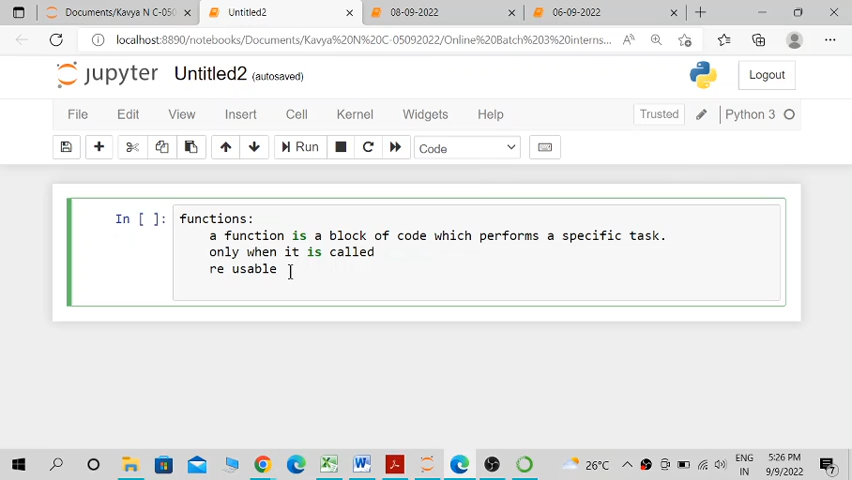 Documents/Kavya N C-050
Untitled2
08-09-2022
06-09-2022
localhost:8890/notebooks/Documents/Kavya%20N%20C-05092022/Online%20Batch%203%20interns...
jupyter Untitled2 (autosaved)
Logout
File Edit View Insert Cell Kernel Widgets Help
Trusted
Python 3
Run
Code
In [ ]: functions:
a function is a block of code which performs a specific task.
only when it is called
re usable
26°C
ENG
IN
5:26 PM
9/9/2022
7